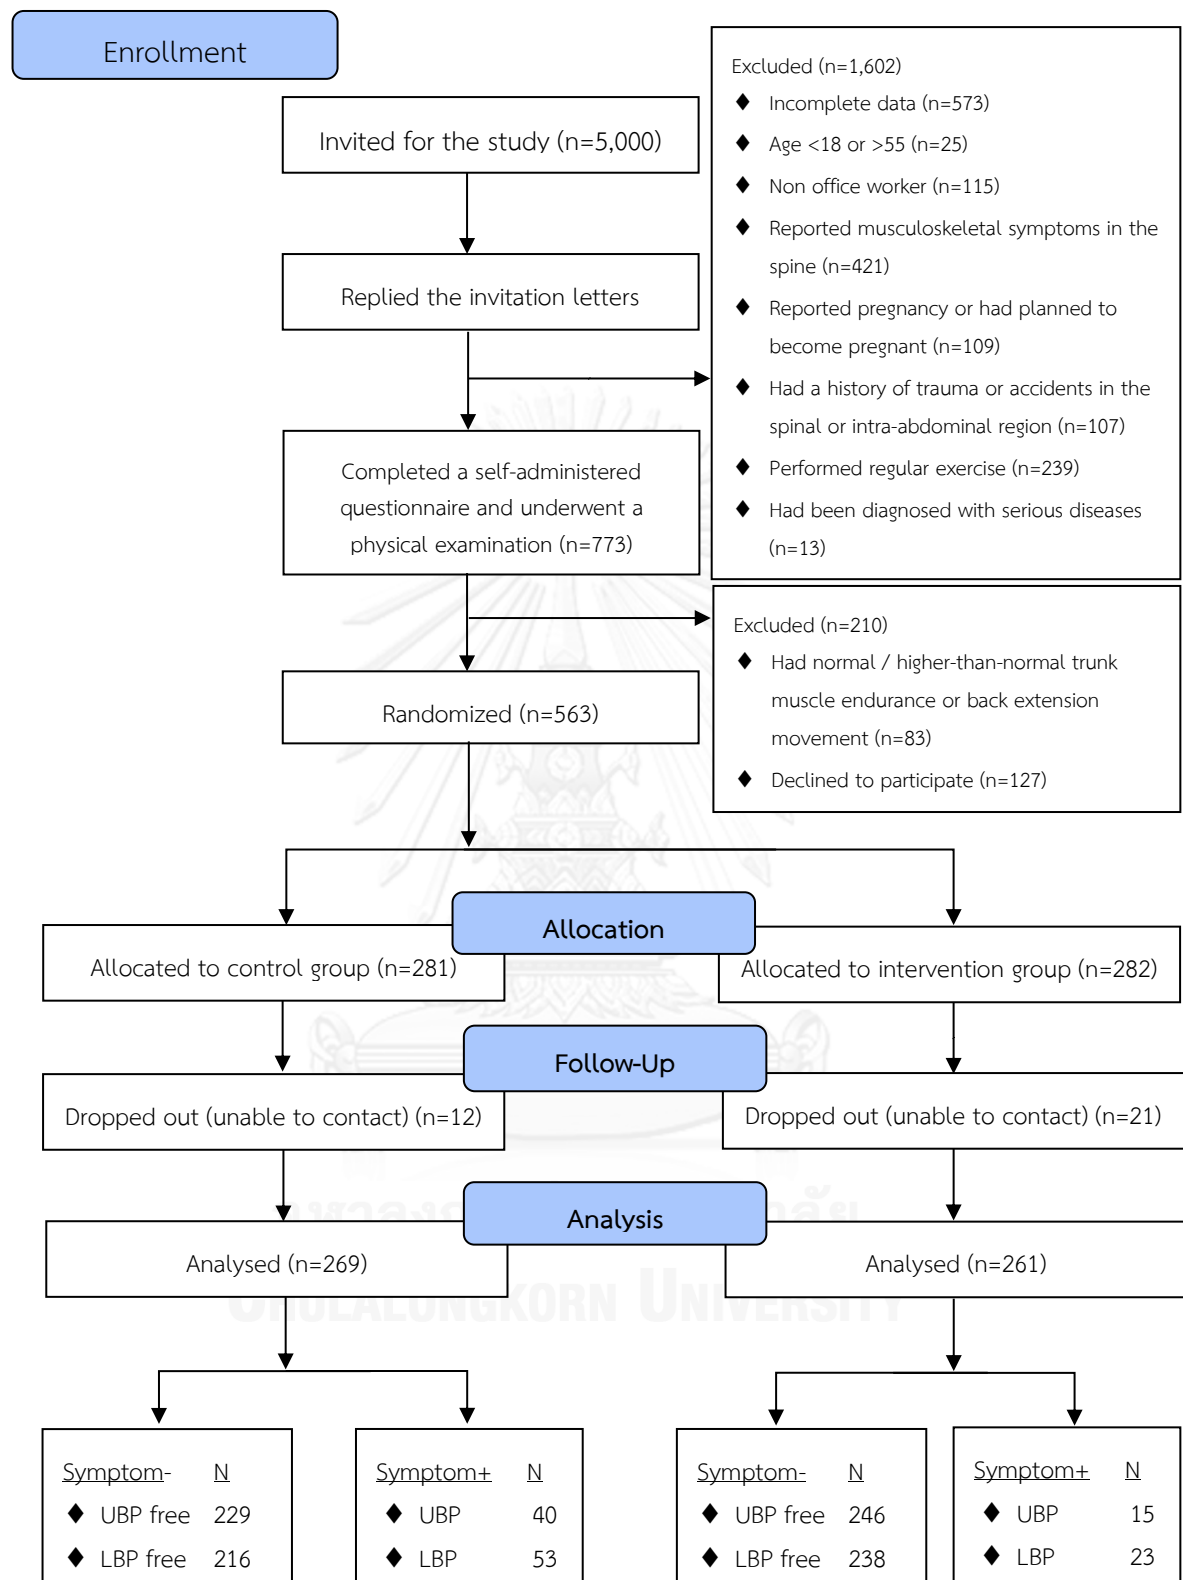 Enrollment
Invited for the study (n=5,000)
Replied the invitation letters
Completed a self-administered
questionnaire and underwent a
physical examination (n=773)
Randomized (n=563)
Excluded (n=1,602)
♦ Incomplete data (n=573)
♦ Age <18 or >55 (n=25)
♦ Non office worker (n=115)
♦ Reported musculoskeletal symptoms in the
spine (n=421)
♦ Reported pregnancy or had planned to
become pregnant (n=109)
♦ Had a history of trauma or accidents in the
spinal or intra-abdominal region (n=107)
♦ Performed regular exercise (n=239)
♦ Had been diagnosed with serious diseases
(n=13)
Excluded (n=210)
♦ Had normal / higher-than-normal trunk
muscle endurance or back extension
movement (n=83)
♦ Declined to participate (n=127)
Allocation
Allocated to control group (n=281)
Allocated to intervention group (n=282)
Follow-Up
Dropped out (unable to contact) (n=12)
Dropped out (unable to contact) (n=21)
Analysis
Analysed (n=269)
Analysed (n=261)
CHULALONGKORN UNIVERSITY
Symptom- N
♦ UBP free 229
♦ LBP free 216
Symptom+ N
♦ UBP 40
♦ LBP 53
Symptom- N
♦ UBP free 246
♦ LBP free 238
Symptom+ N
♦ UBP 15
♦ LBP 23